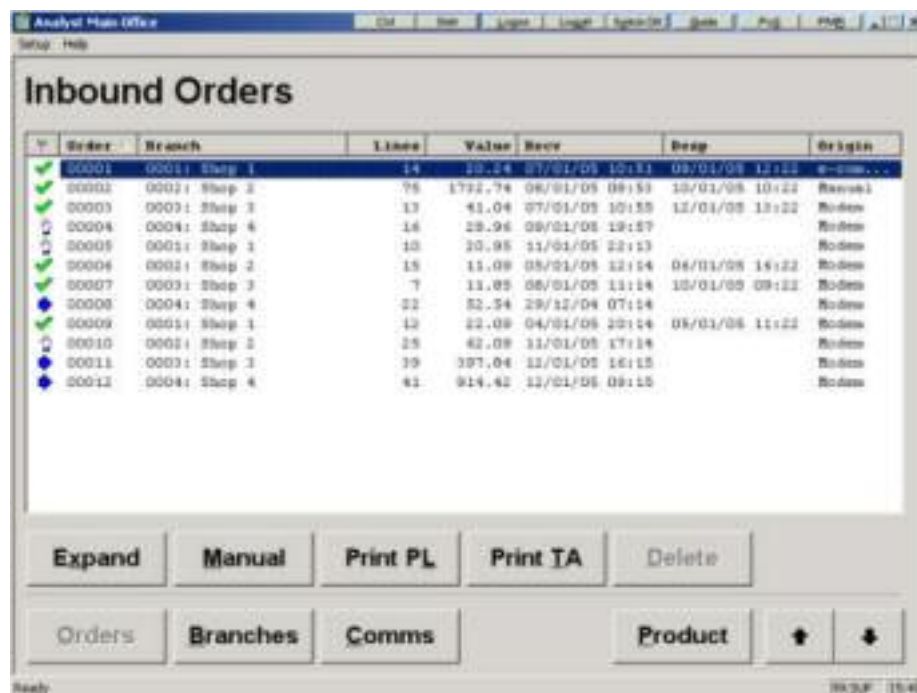 Analyst Main Office
Setup Help
Inbound Orders
Order Branch Lines Value Recv Desp Origin
00001 0001: Shop 1 14 20.24 07/01/05 10:51 08/01/05 12:22 e-com...
00002 0002: Shop 2 75 1732.74 06/01/05 09:53 10/01/05 10:22 Manual
00003 0003: Shop 3 13 41.04 07/01/05 10:55 12/01/05 13:22 Modem
00004 0004: Shop 4 16 28.96 09/01/05 19:57 Modem
00005 0001: Shop 1 10 20.95 11/01/05 22:13 Modem
00006 0002: Shop 2 15 11.09 05/01/05 12:14 06/01/05 14:22 Modem
00007 0003: Shop 3 7 11.85 08/01/05 11:14 10/01/05 09:22 Modem
00008 0004: Shop 4 22 52.54 29/12/04 07:14 Modem
00009 0001: Shop 1 12 22.09 04/01/05 20:14 05/01/05 11:22 Modem
00010 0002: Shop 2 25 42.09 11/01/05 17:14 Modem
00011 0003: Shop 3 39 397.84 12/01/05 16:15 Modem
00012 0004: Shop 4 41 914.42 12/01/05 09:15 Modem
Expand Manual Print PL Print TA Delete
Orders Branches Comms Product
Ready